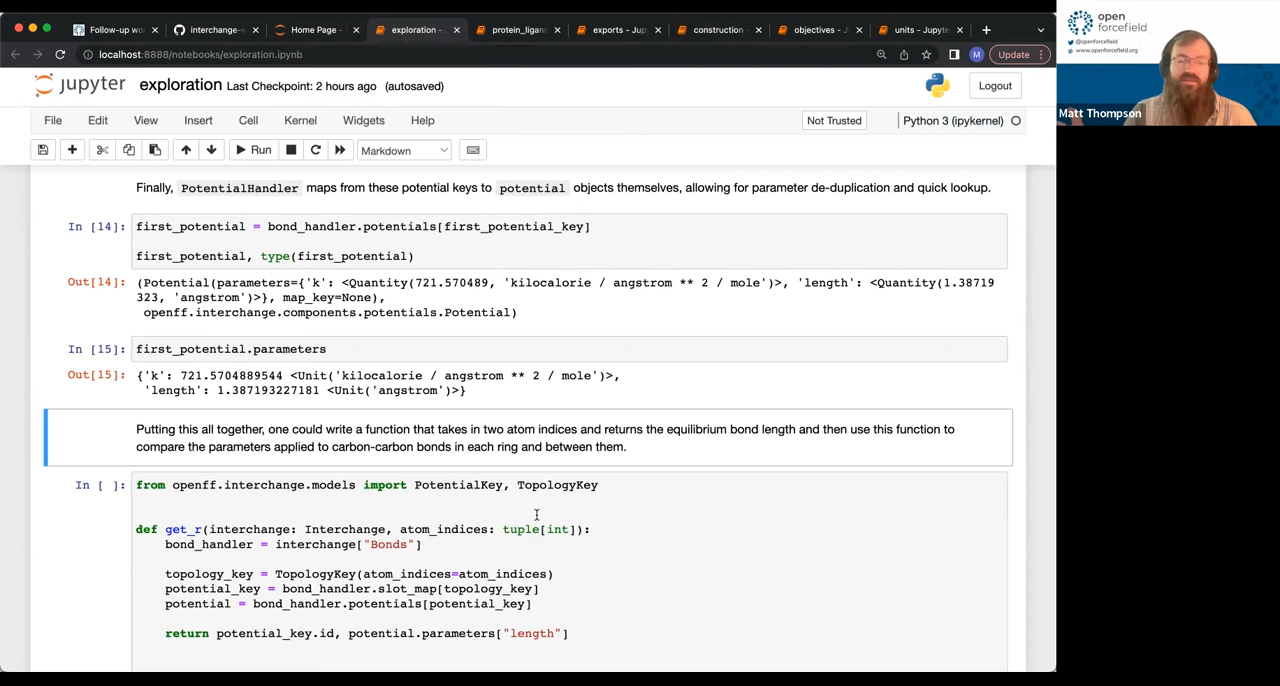 Follow-up wo
interchange-w
Home Page -
exploration -
protein_ligan
exports - Jup
construction -
objectives - J
units - Jupyte
localhost:8888/notebooks/exploration.ipynb
M
Update
jupyter
exploration Last Checkpoint: 2 hours ago (autosaved)
Logout
File Edit View Insert Cell Kernel Widgets Help
Not Trusted
Python 3 (ipykernel)
Run
Markdown
Finally, PotentialHandler maps from these potential keys to potential objects themselves, allowing for parameter de-duplication and quick lookup.
In [14]: first_potential = bond_handler.potentials[first_potential_key]
first_potential, type(first_potential)
Out[14]: (Potential(parameters={'k': <Quantity(721.570489, 'kilocalorie / angstrom ** 2 / mole')>, 'length': <Quantity(1.38719
323, 'angstrom')>}, map_key=None),
openff.interchange.components.potentials.Potential)
In [15]: first_potential.parameters
Out[15]: {'k': 721.5704889544 <Unit('kilocalorie / angstrom ** 2 / mole')>,
'length': 1.387193227181 <Unit('angstrom')>}
Putting this all together, one could write a function that takes in two atom indices and returns the equilibrium bond length and then use this function to
compare the parameters applied to carbon-carbon bonds in each ring and between them.
In [ ]: from openff.interchange.models import PotentialKey, TopologyKey
def get_r(interchange: Interchange, atom_indices: tuple[int]):
bond_handler = interchange["Bonds"]
topology_key = TopologyKey(atom_indices=atom_indices)
potential_key = bond_handler.slot_map[topology_key]
potential = bond_handler.potentials[potential_key]
return potential_key.id, potential.parameters["length"]
open
forcefield
@openforcefield
www.openforcefield.org
Matt Thompson